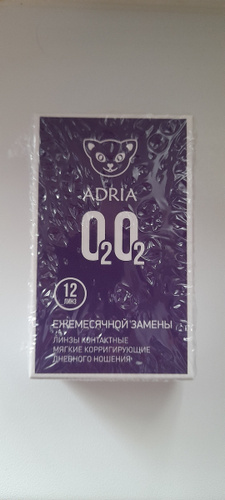 ADRIA
O₂O₂
12
ЛИНЗ
ЕЖЕМЕСЯЧНОЙ ЗАМЕНЫ
ЛИНЗЫ КОНТАКТНЫЕ
МЯГКИЕ КОРРИГИРУЮЩИЕ
ДНЕВНОГО НОШЕНИЯ